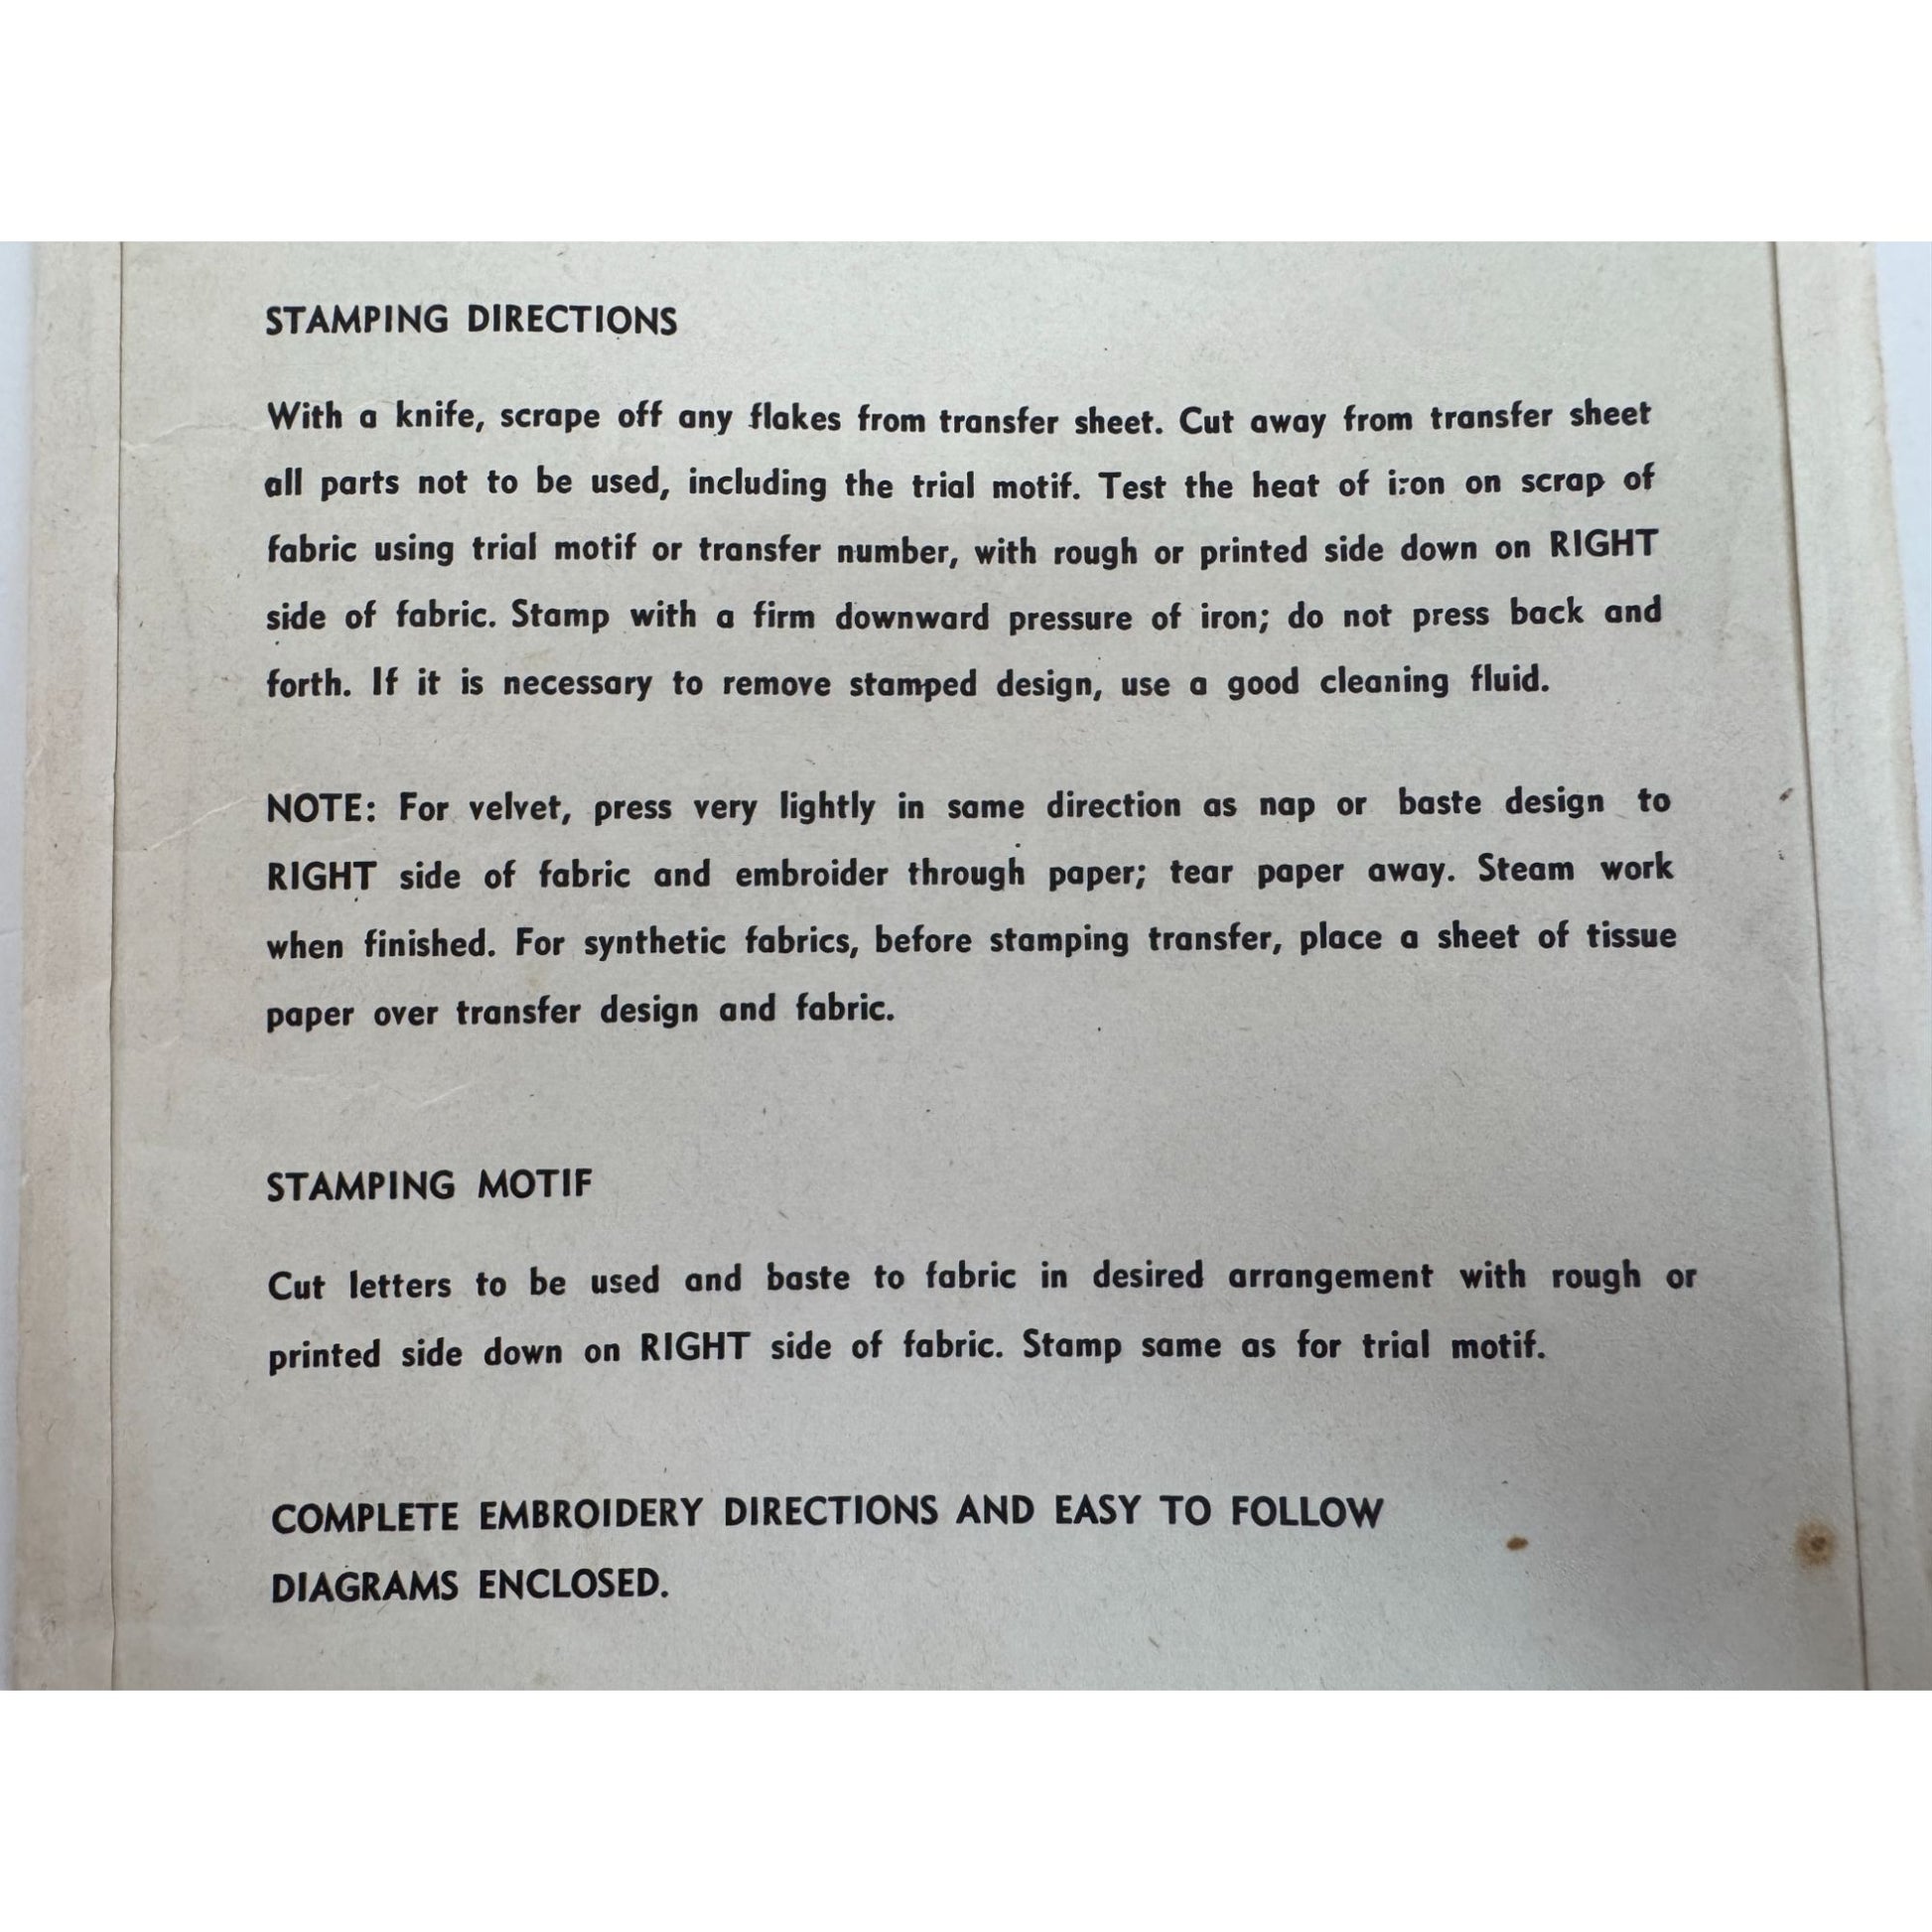 STAMPING DIRECTIONS
With a knife, scrape off any flakes from transfer sheet. Cut away from transfer sheet
all parts not to be used, including the trial motif. Test the heat of iron on scrap of
fabric using trial motif or transfer number, with rough or printed side down on RIGHT
side of fabric. Stamp with a firm downward pressure of iron; do not press back and
forth. If it is necessary to remove stamped design, use a good cleaning fluid.
NOTE: For velvet, press very lightly in same direction as nap or baste design to
RIGHT side of fabric and embroider through paper; tear paper away. Steam work
when finished. For synthetic fabrics, before stamping transfer, place a sheet of tissue
paper over transfer design and fabric.
STAMPING MOTIF
Cut letters to be used and baste to fabric in desired arrangement with rough or
printed side down on RIGHT side of fabric. Stamp same as for trial motif.
COMPLETE EMBROIDERY DIRECTIONS AND EASY TO FOLLOW
DIAGRAMS ENCLOSED.